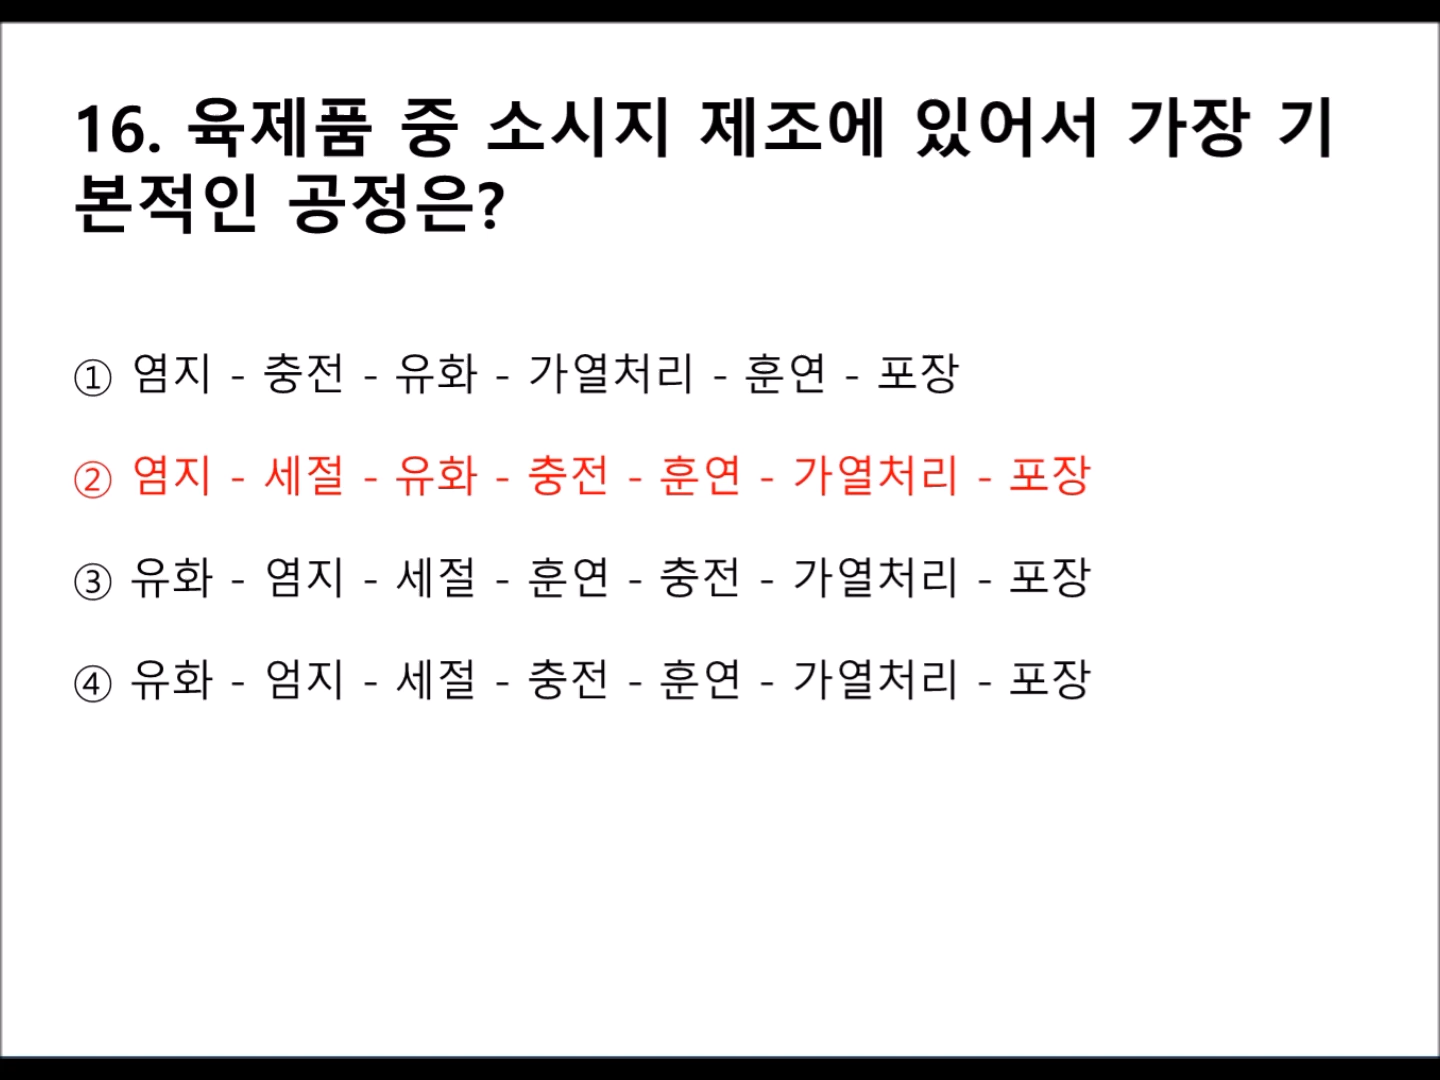 16. 육제품 중 소시지 제조에 있어서 가장 기
본적인 공정은?
① 염지 - 충전 - 유화 - 가열처리 - 훈연 - 포장
② 염지 - 세절 - 유화 - 충전 - 훈연 - 가열처리 - 포장
③ 유화 - 염지 - 세절 - 훈연 - 충전 - 가열처리 - 포장
④ 유화 - 엄지 - 세절 - 충전 - 훈연 - 가열처리 - 포장